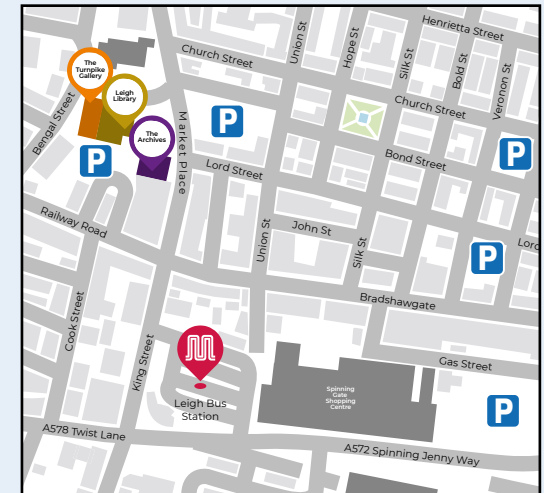 Henrietta Street
Union St
Hope St
Silk St
Bold St
Veronon St
Church Street
The
Turnpike
Gallery
Leigh
Library
Church Street
P
The
Archives
Bengal Street
Market Place
Bond Street
P
P
Lord Street
Railway Road
Union St
John St
Silk St
Lord
P
Bradshawgate
Cook Street
King Street
Gas Street
Leigh Bus
Station
Spinning
Gate
Shopping
Centre
P
A578 Twist Lane
A572 Spinning Jenny Way